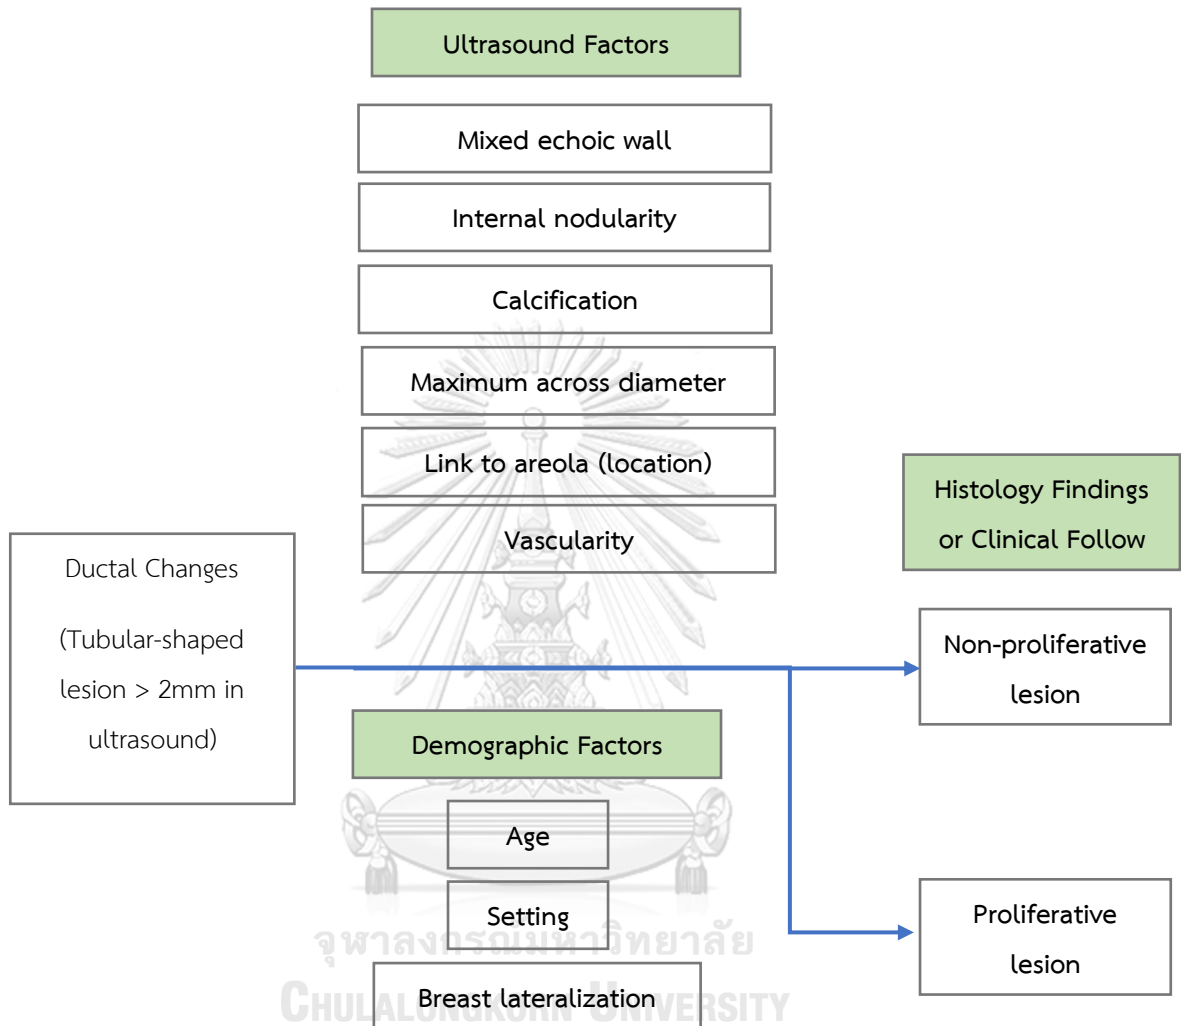 Ultrasound Factors
Mixed echoic wall
Internal nodularity
Calcification
Maximum across diameter
Link to areola (location)
Vascularity
Ductal Changes
(Tubular-shaped
lesion > 2mm in
ultrasound)
Demographic Factors
Age
Setting
Breast lateralization
Histology Findings
or Clinical Follow
Non-proliferative
lesion
Proliferative
lesion
จุฬาลงกรณ์มหาวิทยาลัย
CHULALONGKORN UNIVERSITY